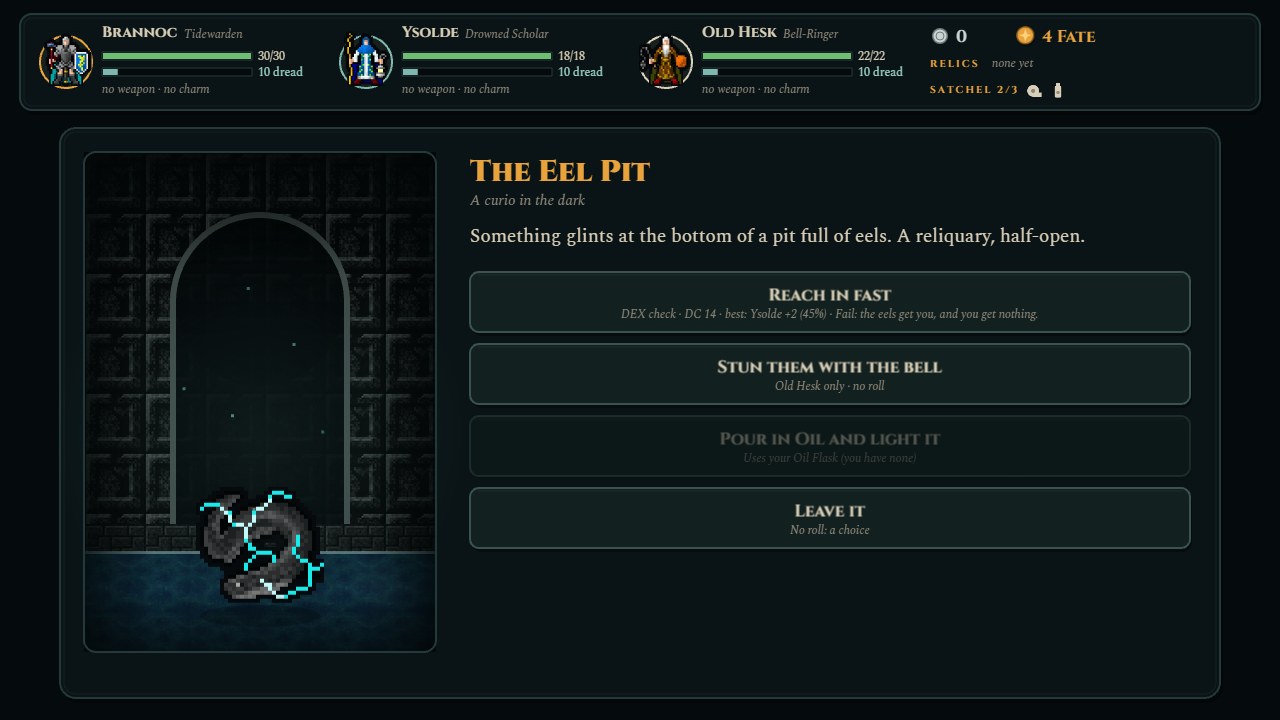 Brannoc Tidewarden
30/30
10 dread
no weapon · no charm
Ysolde Drowned Scholar
18/18
10 dread
no weapon · no charm
Old Hesk Bell-Ringer
22/22
10 dread
no weapon · no charm
0
4 Fate
RELICS none yet
SATCHEL 2/3
The Eel Pit
A curio in the dark
Something glints at the bottom of a pit full of eels. A reliquary, half-open.
Reach in fast
DEX check · DC 14 · best: Ysolde +2 (45%) · Fail: the eels get you, and you get nothing.
Stun them with the bell
Old Hesk only · no roll
Pour in Oil and light it
Uses your Oil Flask (you have none)
Leave it
No roll: a choice